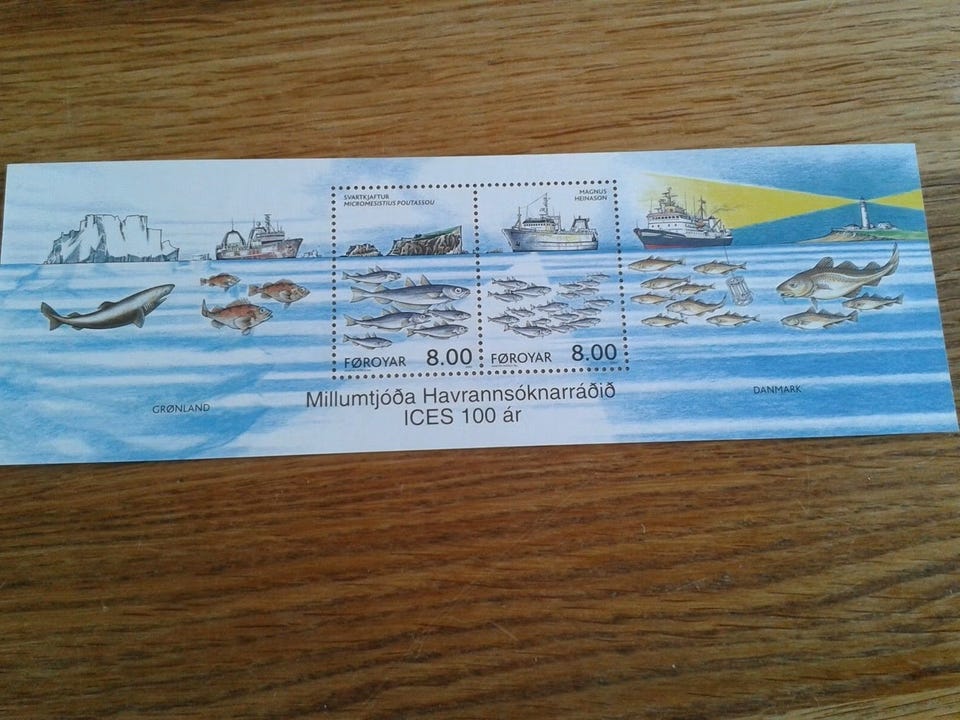 SVARTKJAFTUR
MICROMESISTIUS POUTASSOU
MAGNUS
HEINASON
FØROYAR 8.00
FØROYAR 8.00
GRØNLAND
Millumtjóða Havrannsóknarráðið
ICES 100 ár
DANMARK